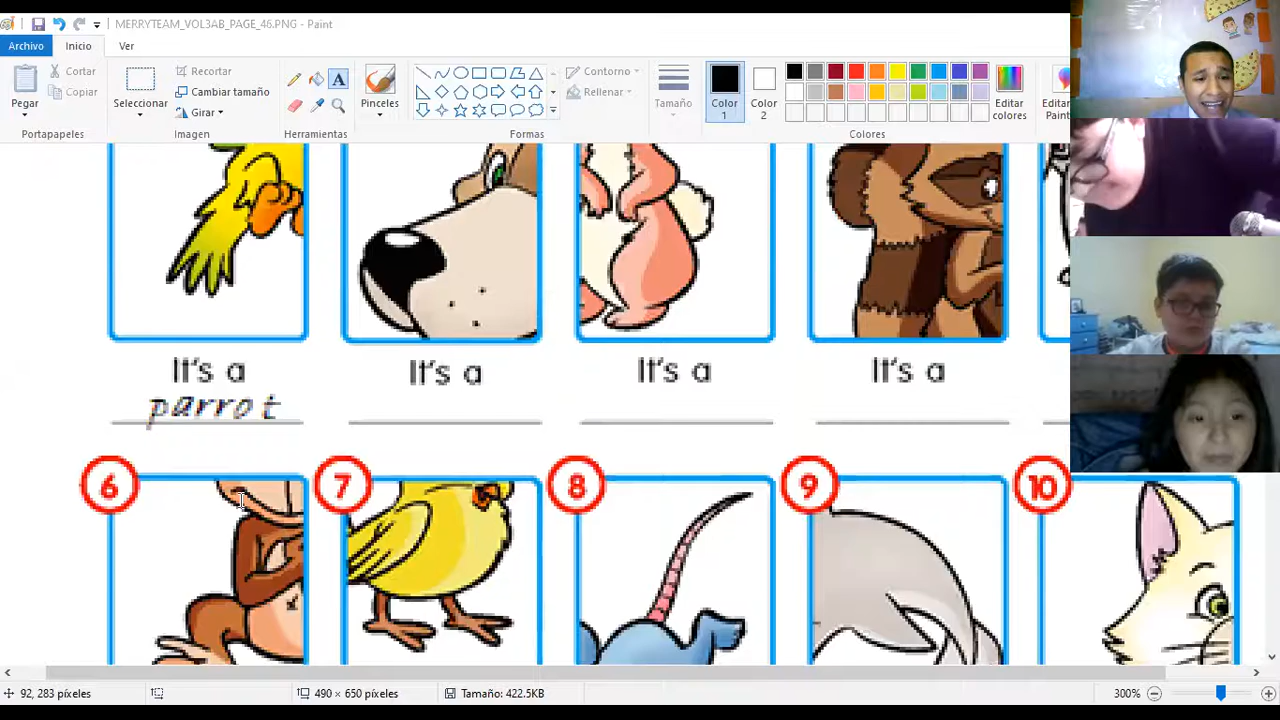 MERRYTEAM_VOL3AB_PAGE_46.PNG - Paint
Archivo Inicio Ver
Pegar
Cortar
Copiar
Portapapeles
Seleccionar
Recortar
Cambiar tamaño
Girar
Imagen
A
Herramientas
Pinceles
Contorno
Rellenar
Formas
Tamaño
Color 1
Color 2
Editar colores
Colores
Editar
Paint
It's a It's a It's a It's a
parrot
6 7 8 9 10
92, 283 píxeles 490 × 650 píxeles Tamaño: 422.5KB 300%